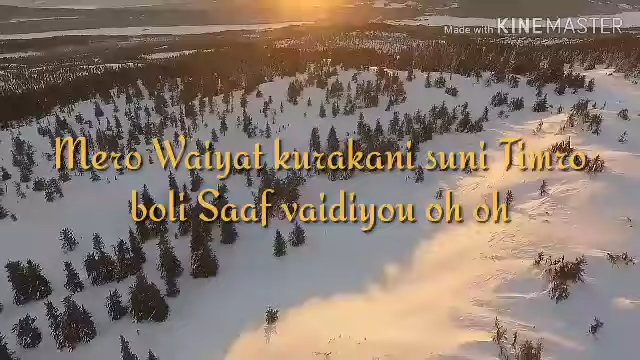 Made with KINEMASTER
Mero Waiyat kurakani suni Timro
boli Saaf vaidiyou oh oh